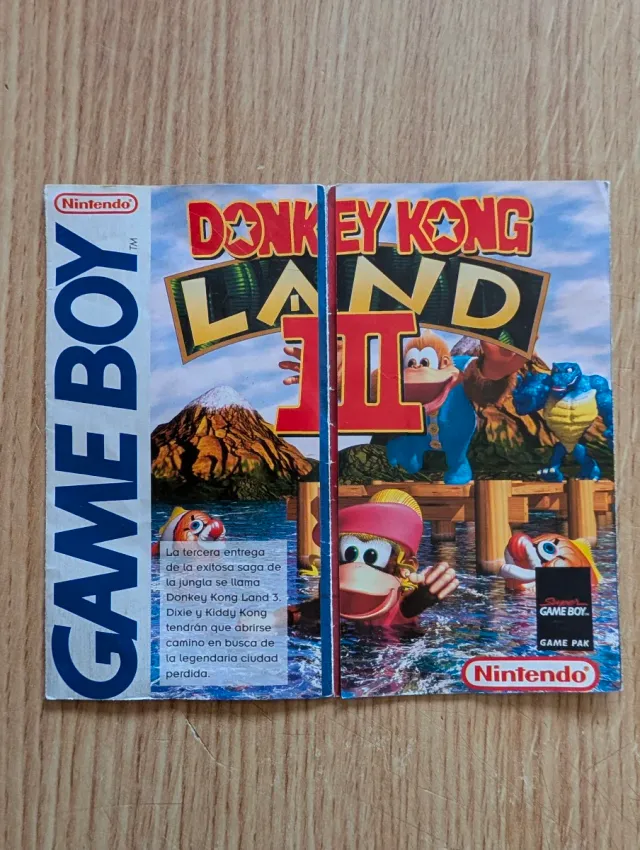 Nintendo®
GAME BOY™
DONKEY KONG
LAND
III
La tercera entrega
de la exitosa saga de
la jungla se llama
Donkey Kong Land 3.
Dixie y Kiddy Kong
tendrán que abrirse
camino en busca de
la legendaria ciudad
perdida.
Super
GAME BOY
GAME PAK
Nintendo®